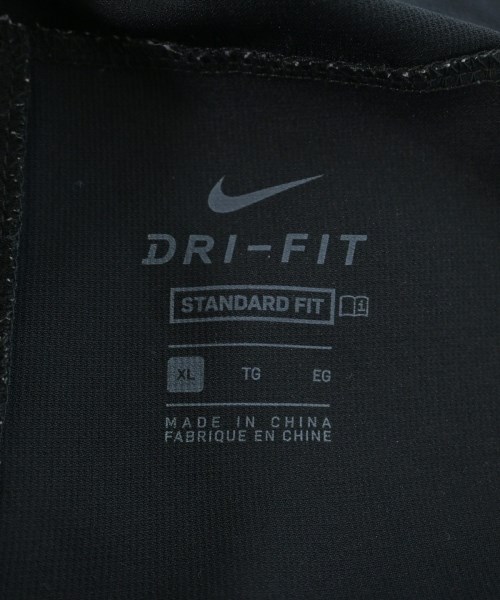 DRI-FIT
STANDARD FIT i
XL TG EG
MADE IN CHINA
FABRIQUE EN CHINE